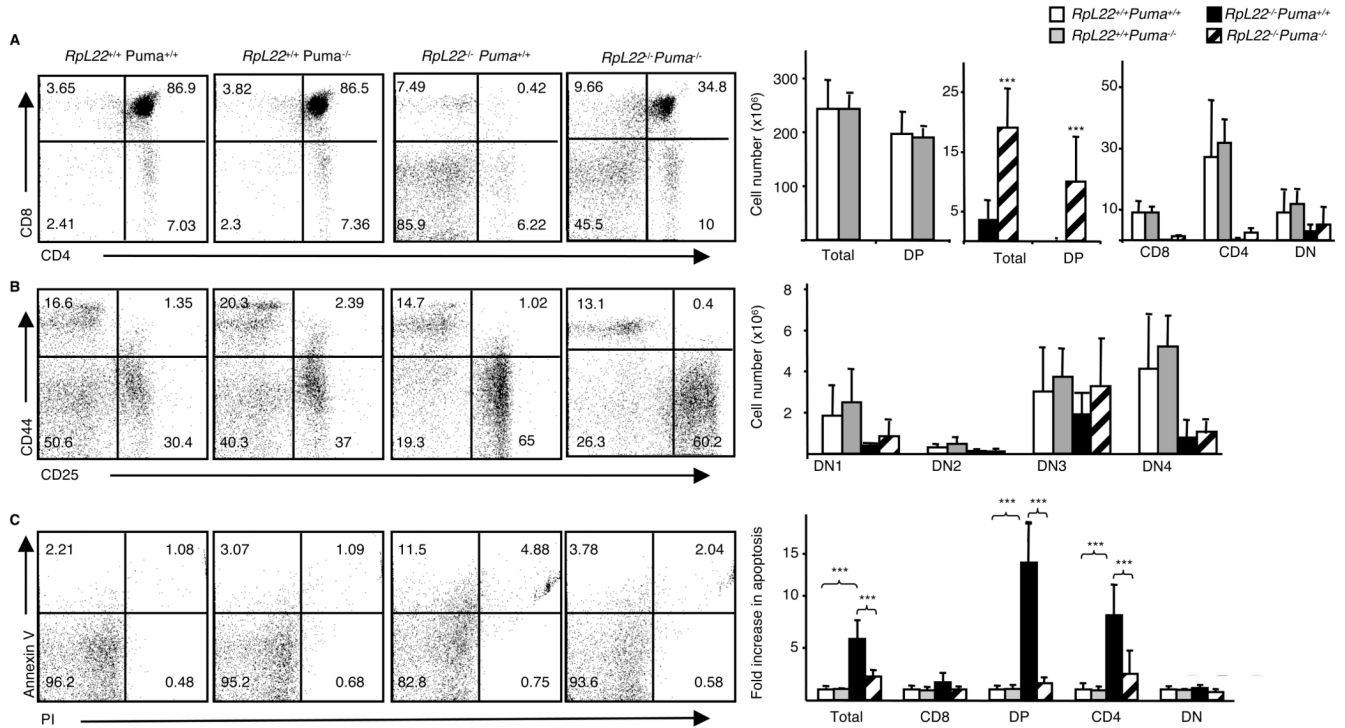 RpL22+/+Puma+/+ RpL22-/-Puma+/+
RpL22+/+Puma-/- RpL22-/-Puma-/-
A
RpL22+/+ Puma+/+ RpL22+/+ Puma-/- RpL22-/- Puma+/+ RpL22-/-Puma-/-
3.65 86.9 3.82 86.5 7.49 0.42 9.66 34.8
2.41 7.03 2.3 7.36 85.9 6.22 45.5 10
CD8
CD4
Cell number (x10⁶)
300
200
100
Total DP
25
15
5
*** ***
Total DP
50
30
10
CD8 CD4 DN
B
16.6 1.35 20.3 2.39 14.7 1.02 13.1 0.4
50.6 30.4 40.3 37 19.3 65 26.3 60.2
CD44
CD25
Cell number (x10⁶)
8
6
4
2
DN1 DN2 DN3 DN4
C
2.21 1.08 3.07 1.09 11.5 4.88 3.78 2.04
96.2 0.48 95.2 0.68 82.8 0.75 93.6 0.58
Annexin V
PI
Fold increase in apoptosis
15
10
5
*** *** *** *** *** ***
Total CD8 DP CD4 DN